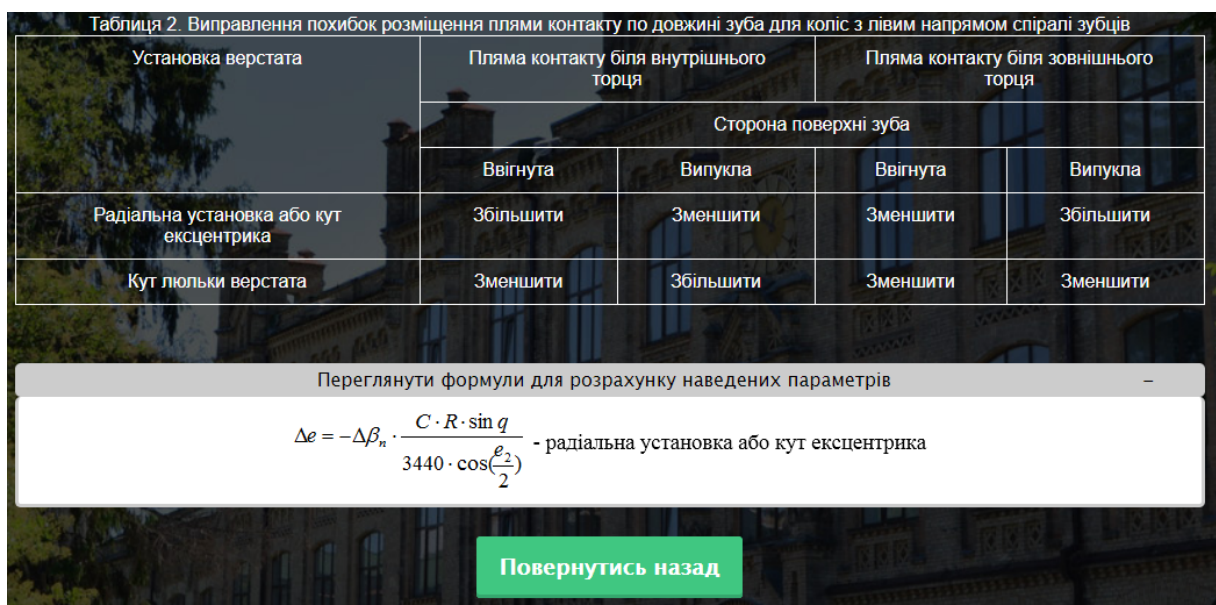 Таблиця 2. Виправлення похибок розміщення плями контакту по довжині зуба для коліс з лівим напрямом спіралі зубців
Установка верстата
Пляма контакту біля внутрішнього
торця
Пляма контакту біля зовнішнього
торця
Сторона поверхні зуба
Ввігнута
Випукла
Ввігнута
Випукла
Радіальна установка або кут
ексцентрика
Збільшити
Зменшити
Зменшити
Збільшити
Кут люльки верстата
Зменшити
Збільшити
Зменшити
Зменшити
Переглянути формули для розрахунку наведених параметрів –
Δe = −Δβₙ · (C · R · sin q) / (3440 · cos(e₂/2)) - радіальна установка або кут ексцентрика
Повернутись назад